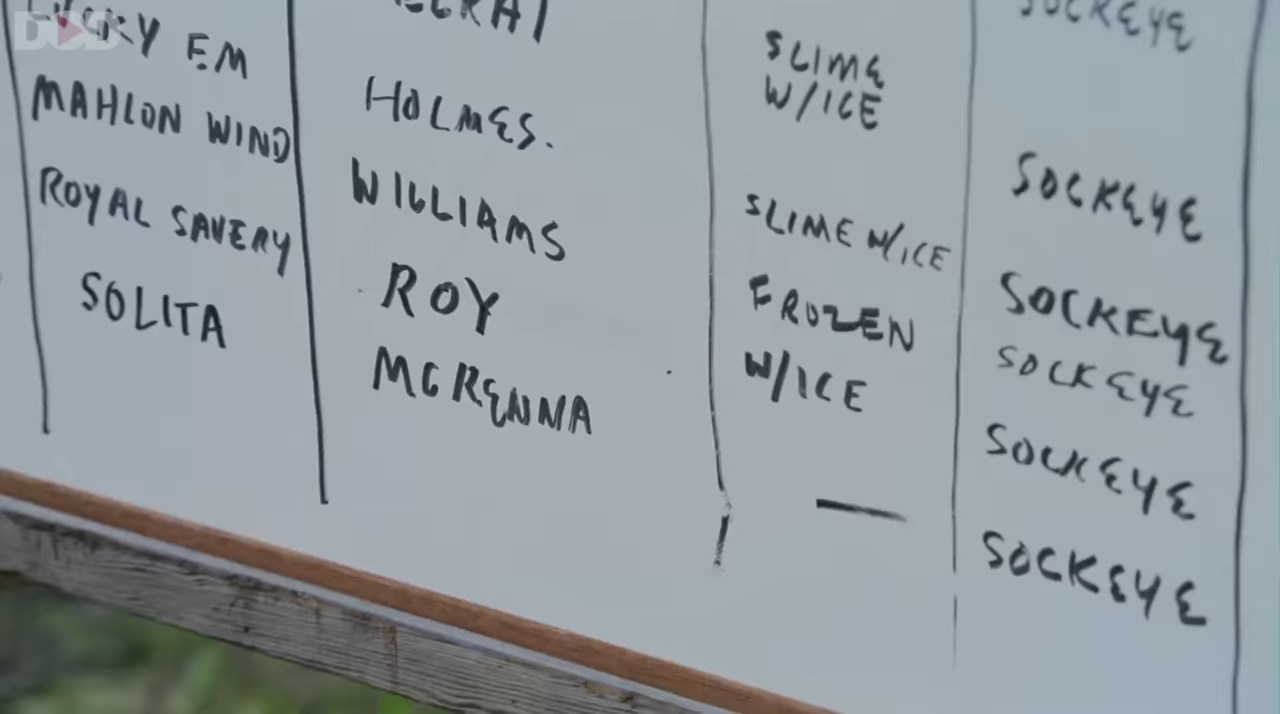 EM
SOCKEYE
MAHLON WIND
HOLMES.
SLIME
W/ICE
SOCKEYE
ROYAL SAVERY
WILLIAMS
SLIME W/ICE
SOCKEYE
SOLITA
ROY
FROZEN
SOCKEYE
MCKENNA
W/ICE
SOCKEYE
—
SOCKEYE